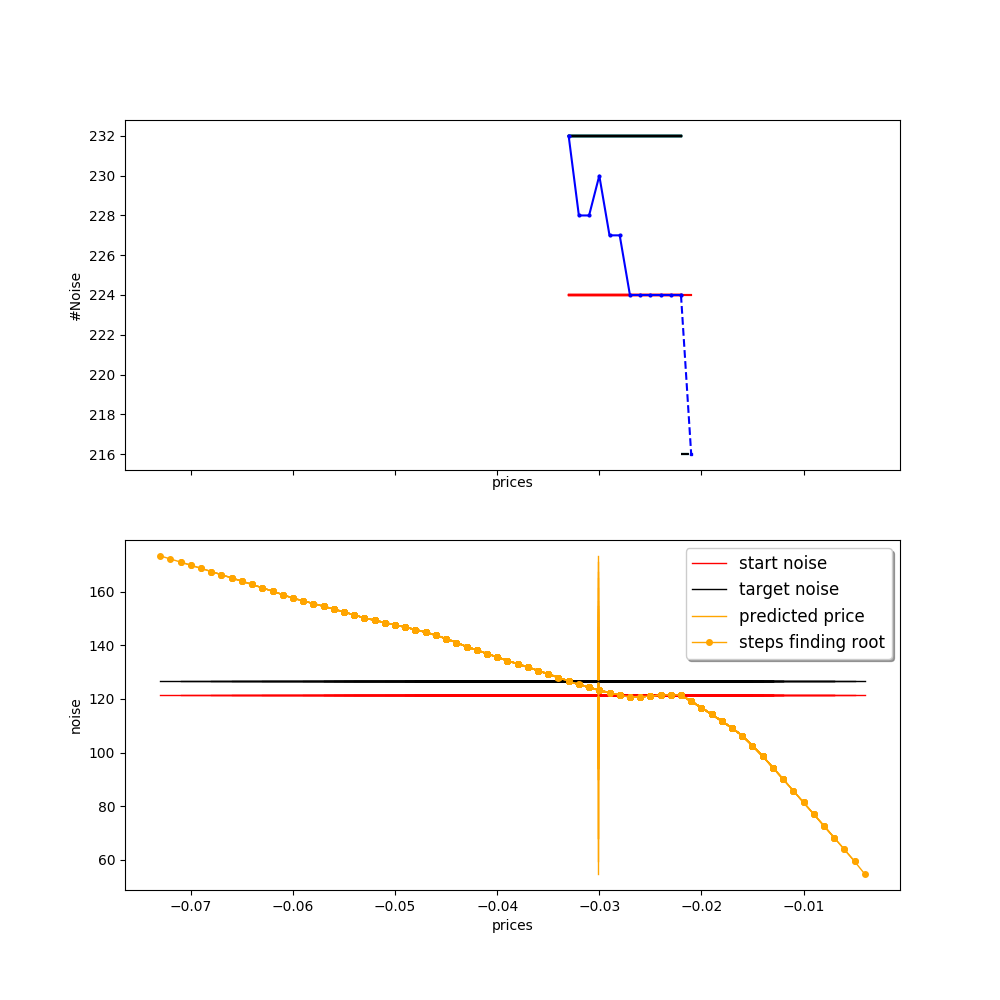 232
230
228
226
224
222
220
218
216
#Noise
prices
160
140
120
100
80
60
noise
start noise
target noise
predicted price
steps finding root
−0.07 −0.06 −0.05 −0.04 −0.03 −0.02 −0.01
prices